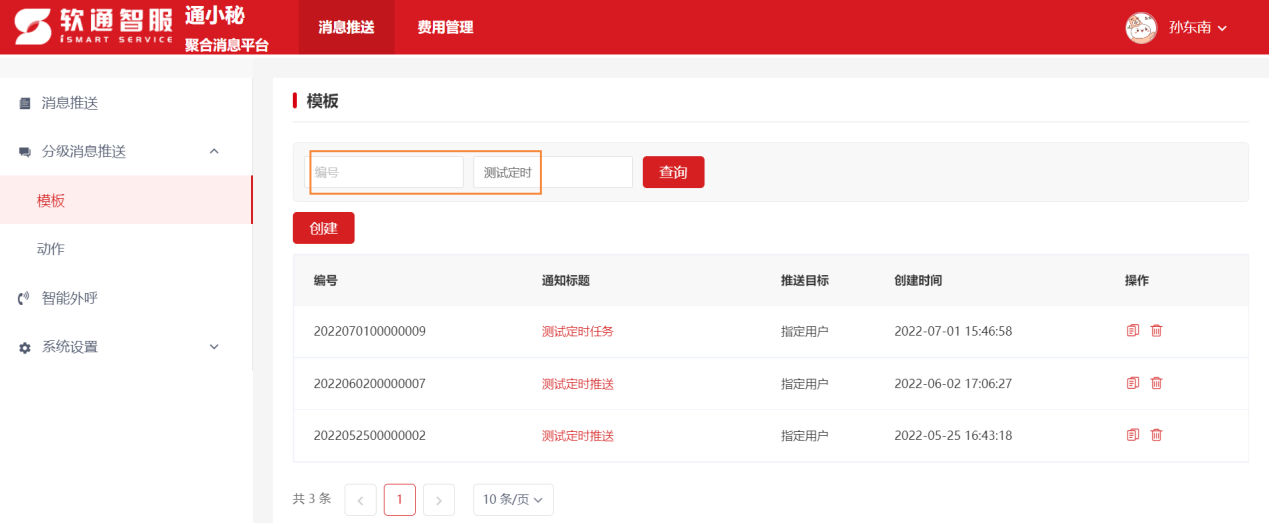 软通智服 通小秘
iSMART SERVICE 聚合消息平台
消息推送 费用管理 孙东南
消息推送
分级消息推送
模板
动作
智能外呼
系统设置
模板
编号 测试定时 查询
创建
编号 通知标题 推送目标 创建时间 操作
2022070100000009 测试定时任务 指定用户 2022-07-01 15:46:58
2022060200000007 测试定时推送 指定用户 2022-06-02 17:06:27
2022052500000002 测试定时推送 指定用户 2022-05-25 16:43:18
共 3 条 1 10 条/页